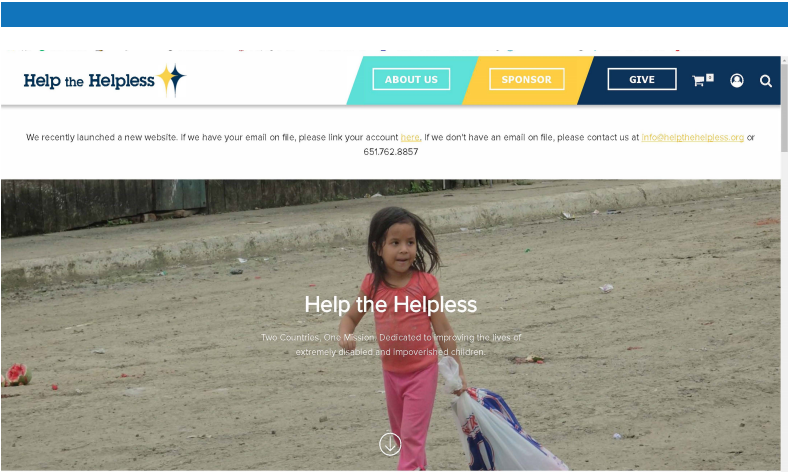 Help the Helpless
ABOUT US
SPONSOR
GIVE
0
We recently launched a new website. If we have your email on file, please link your account here. If we don't have an email on file, please contact us at info@helpthehelpless.org or
651.762.8857
Help the Helpless
Two Countries, One Mission. Dedicated to improving the lives of
extremely disabled and impoverished children.